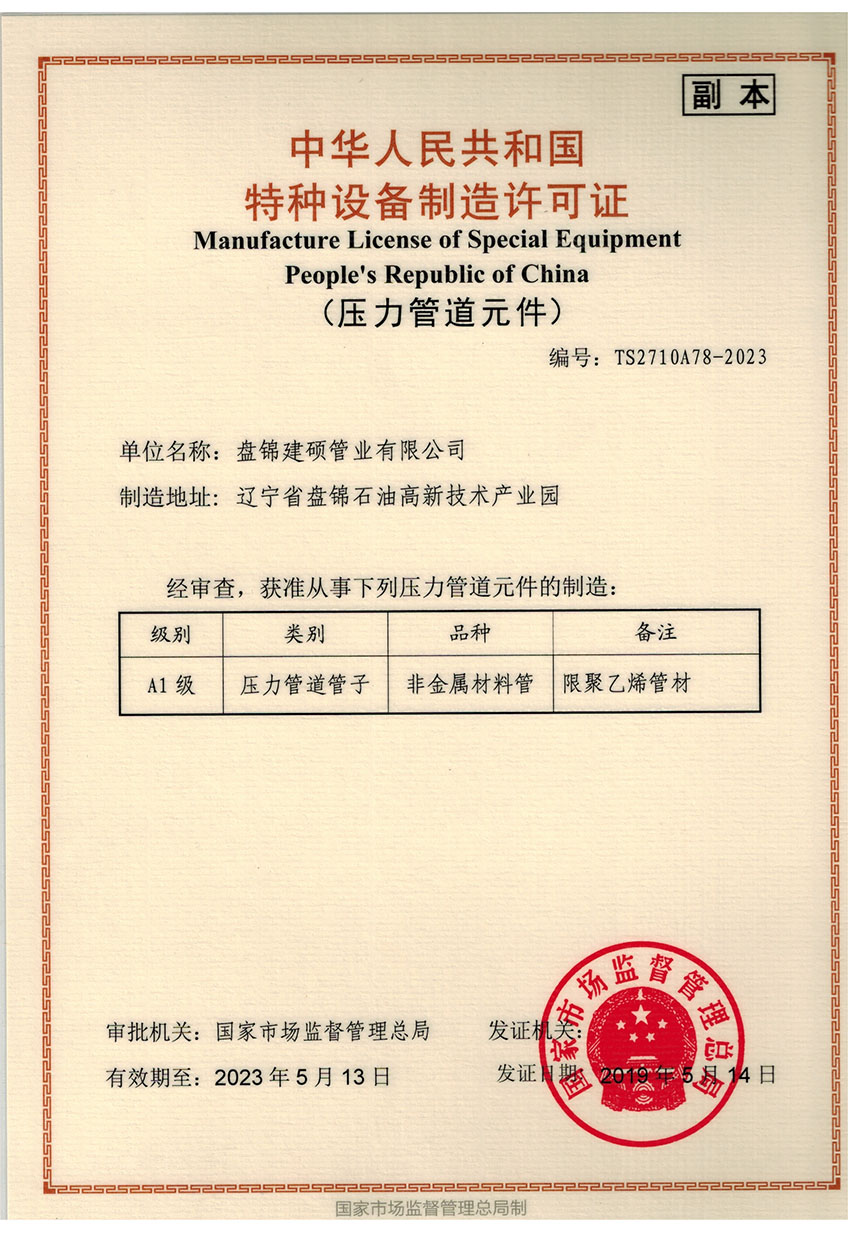 副 本
中华人民共和国
特种设备制造许可证
Manufacture License of Special Equipment
People's Republic of China
（压力管道元件）
编号：TS2710A78-2023
单位名称：盘锦建硕管业有限公司
制造地址：辽宁省盘锦石油高新技术产业园
经审查，获准从事下列压力管道元件的制造：
级别 类别 品种 备注
A1 级 压力管道管子 非金属材料管 限聚乙烯管材
审批机关：国家市场监督管理总局 发证机关：
有效期至：2023 年 5 月 13 日 发证日期 2019 年 5 月 14 日
国家市场监督管理总局
国家市场监督管理总局制